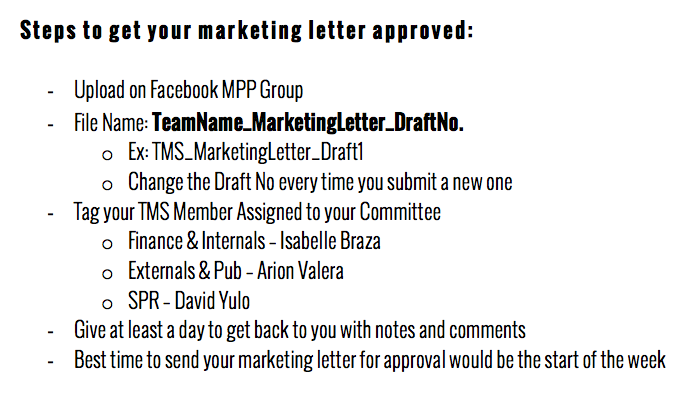 Steps to get your marketing letter approved:
- Upload on Facebook MPP Group
- File Name: TeamName_MarketingLetter_DraftNo.
o Ex: TMS_MarketingLetter_Draft1
o Change the Draft No every time you submit a new one
- Tag your TMS Member Assigned to your Committee
o Finance & Internals – Isabelle Braza
o Externals & Pub – Arion Valera
o SPR – David Yulo
- Give at least a day to get back to you with notes and comments
- Best time to send your marketing letter for approval would be the start of the week